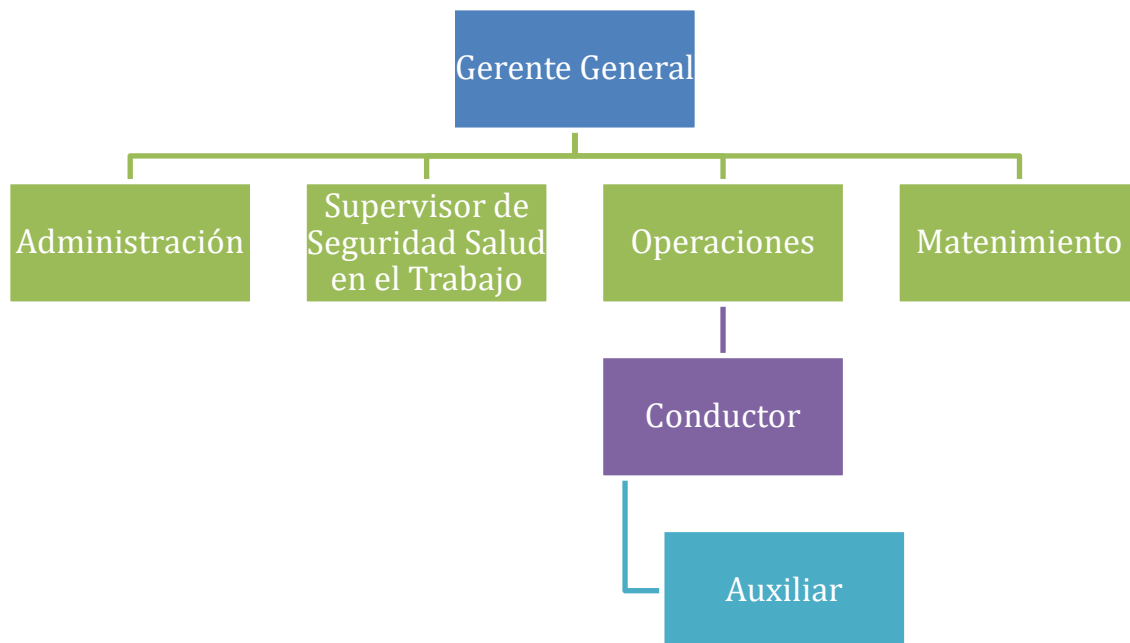 Gerente General
Administración
Supervisor de
Seguridad Salud
en el Trabajo
Operaciones
Matenimiento
Conductor
Auxiliar